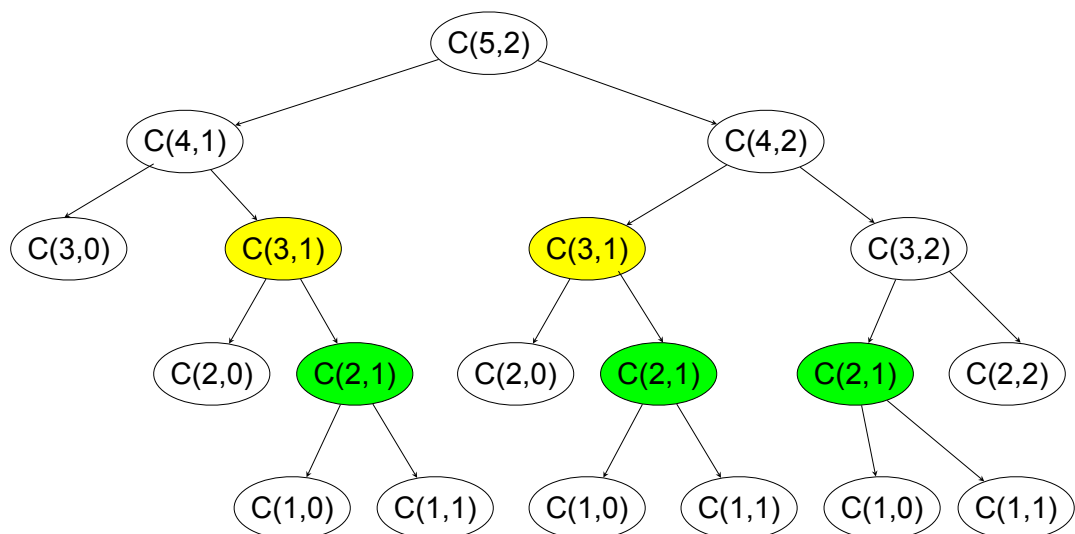 C(5,2)
C(4,1) C(4,2)
C(3,0) C(3,1) C(3,1) C(3,2)
C(2,0) C(2,1) C(2,0) C(2,1) C(2,1) C(2,2)
C(1,0) C(1,1) C(1,0) C(1,1) C(1,0) C(1,1)